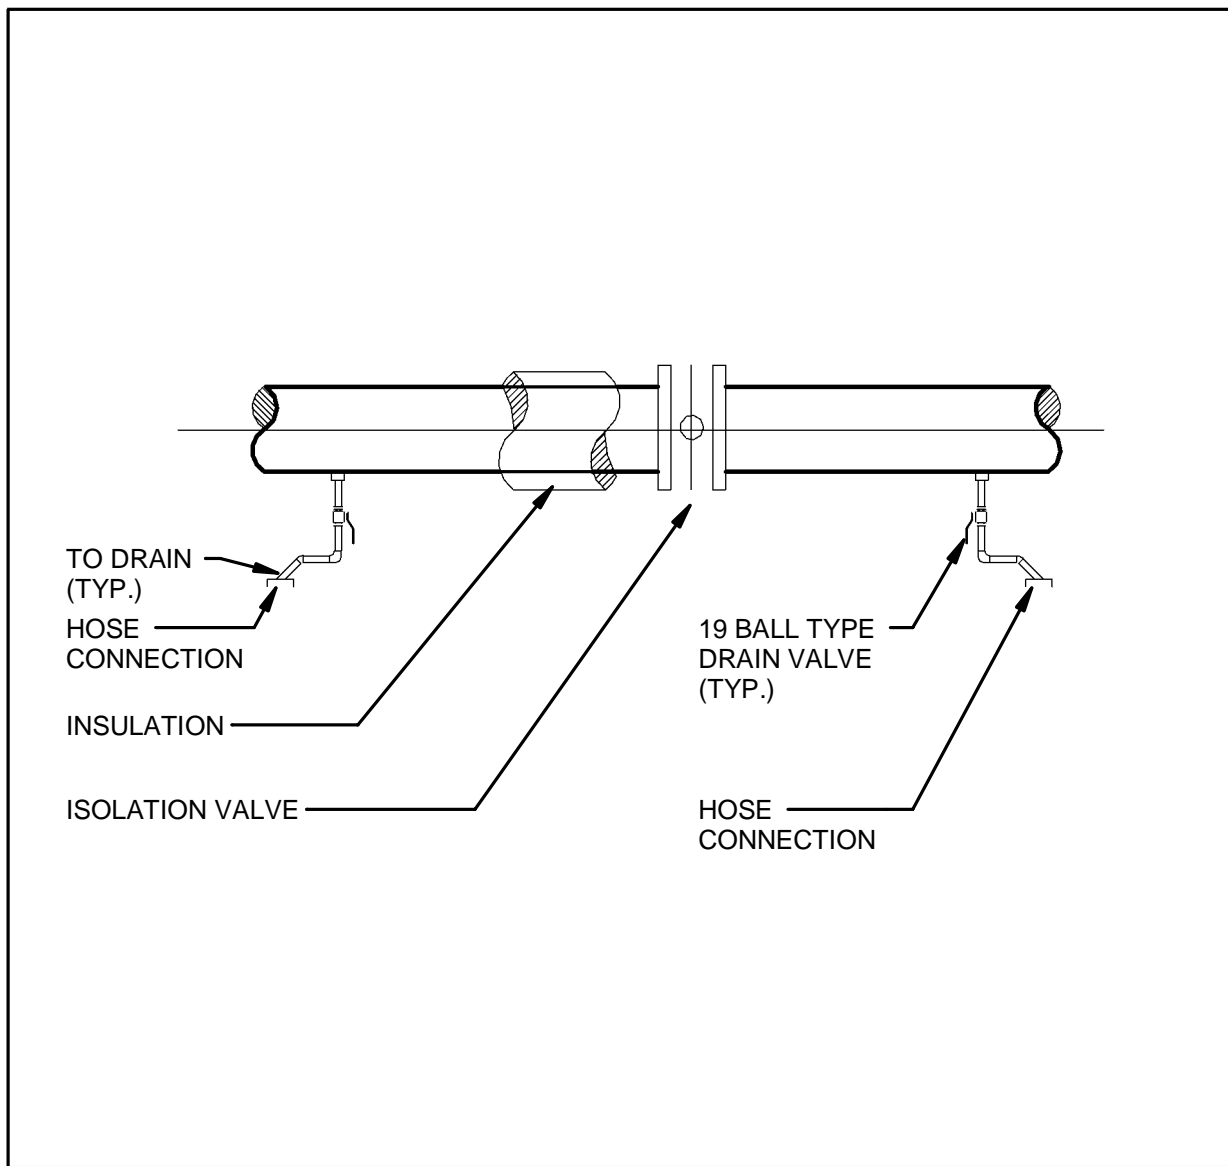 TO DRAIN
(TYP.)
HOSE
CONNECTION
INSULATION
ISOLATION VALVE
19 BALL TYPE
DRAIN VALVE
(TYP.)
HOSE
CONNECTION